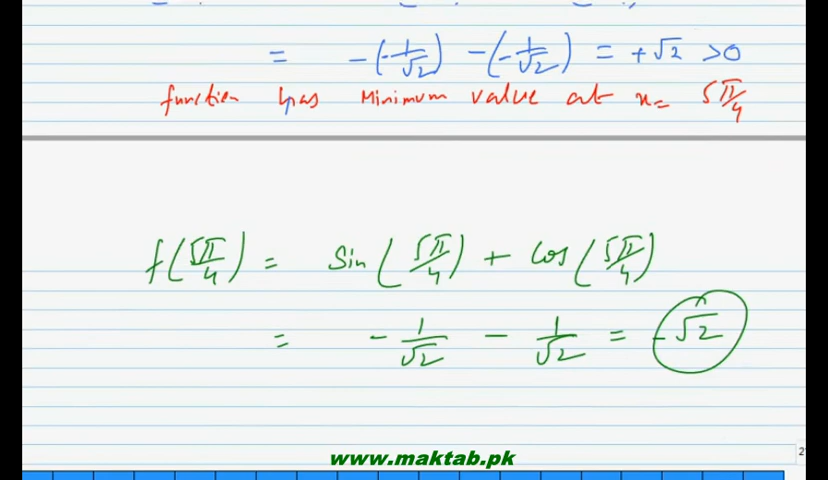 = -(-1/√2) -(-1/√2) = +√2 >0
function has Minimum value at x= 5π/4
f(5π/4) = Sin(5π/4) + Cos(5π/4)
= -1/√2 - 1/√2 = -√2
www.maktab.pk